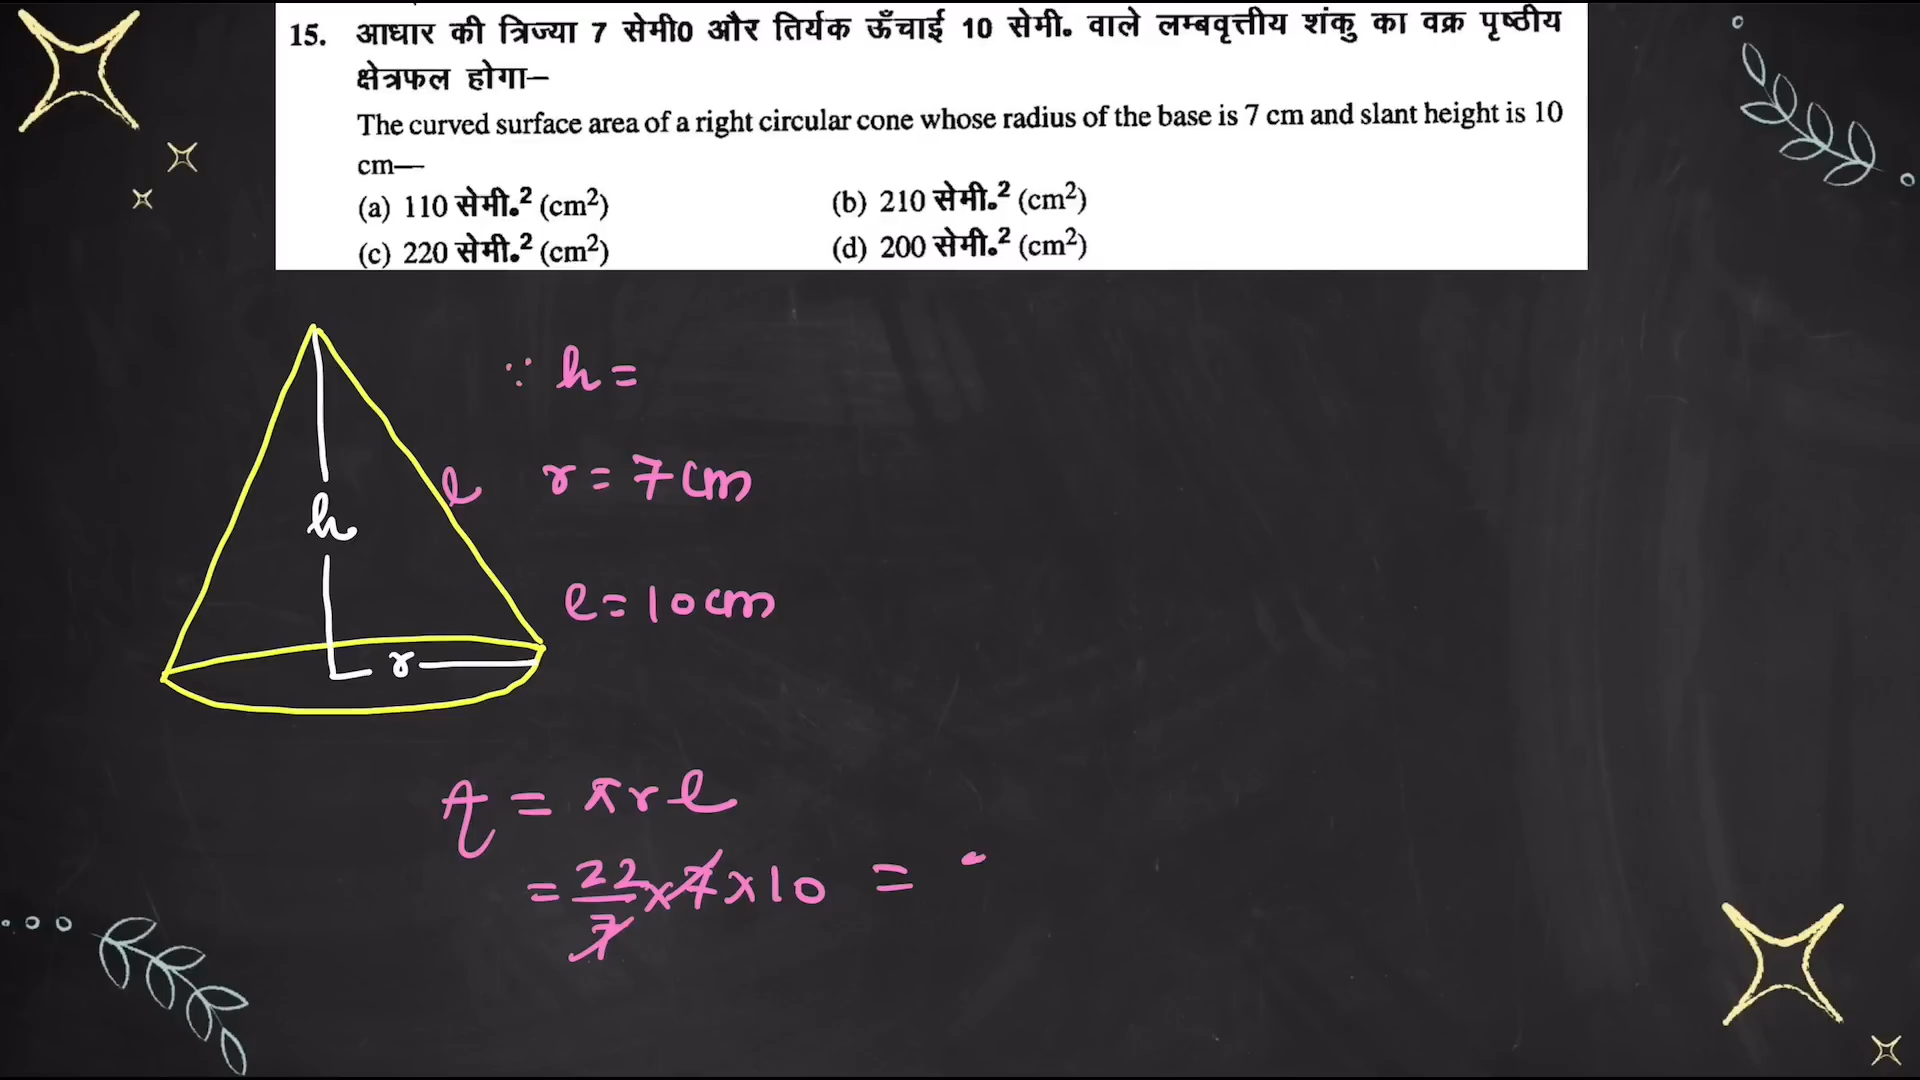 15. आधार की त्रिज्या 7 सेमी0 और तिर्यक ऊँचाई 10 सेमी. वाले लम्बवृत्तीय शंकु का वक्र पृष्ठीय
क्षेत्रफल होगा–
The curved surface area of a right circular cone whose radius of the base is 7 cm and slant height is 10
cm—
(a) 110 सेमी.² (cm²) (b) 210 सेमी.² (cm²)
(c) 220 सेमी.² (cm²) (d) 200 सेमी.² (cm²)
∵ h =
l r = 7 cm
h
l = 10 cm
r
= π r l
= 22/7 × 7 × 10 =